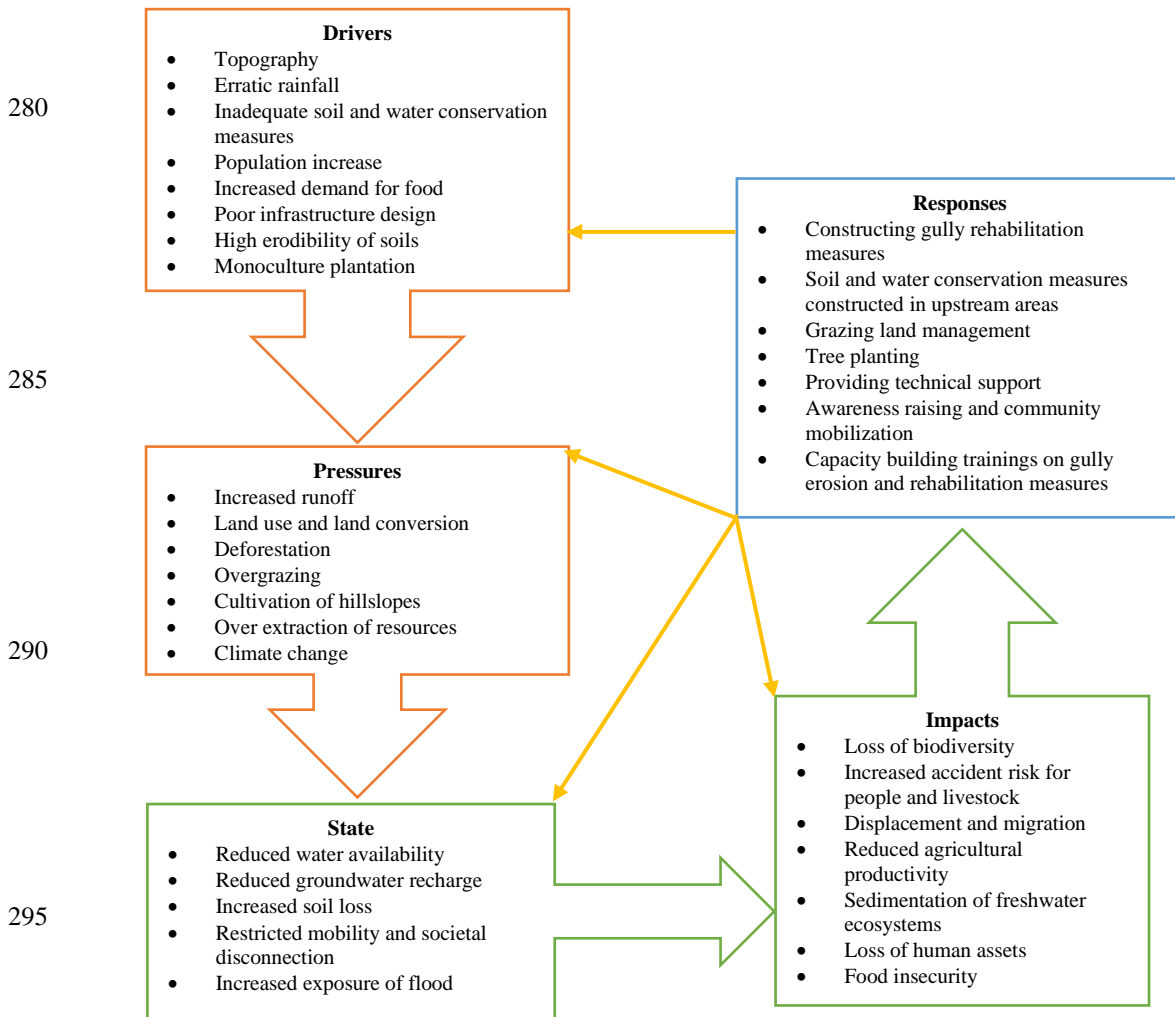 Drivers
• Topography
• Erratic rainfall
• Inadequate soil and water conservation
measures
• Population increase
• Increased demand for food
• Poor infrastructure design
• High erodibility of soils
• Monoculture plantation
280
Responses
• Constructing gully rehabilitation
measures
• Soil and water conservation measures
constructed in upstream areas
• Grazing land management
• Tree planting
• Providing technical support
• Awareness raising and community
mobilization
• Capacity building trainings on gully
erosion and rehabilitation measures
285
Pressures
• Increased runoff
• Land use and land conversion
• Deforestation
• Overgrazing
• Cultivation of hillslopes
• Over extraction of resources
• Climate change
290
Impacts
• Loss of biodiversity
• Increased accident risk for
people and livestock
• Displacement and migration
• Reduced agricultural
productivity
• Sedimentation of freshwater
ecosystems
• Loss of human assets
• Food insecurity
State
• Reduced water availability
• Reduced groundwater recharge
• Increased soil loss
• Restricted mobility and societal
disconnection
• Increased exposure of flood
295